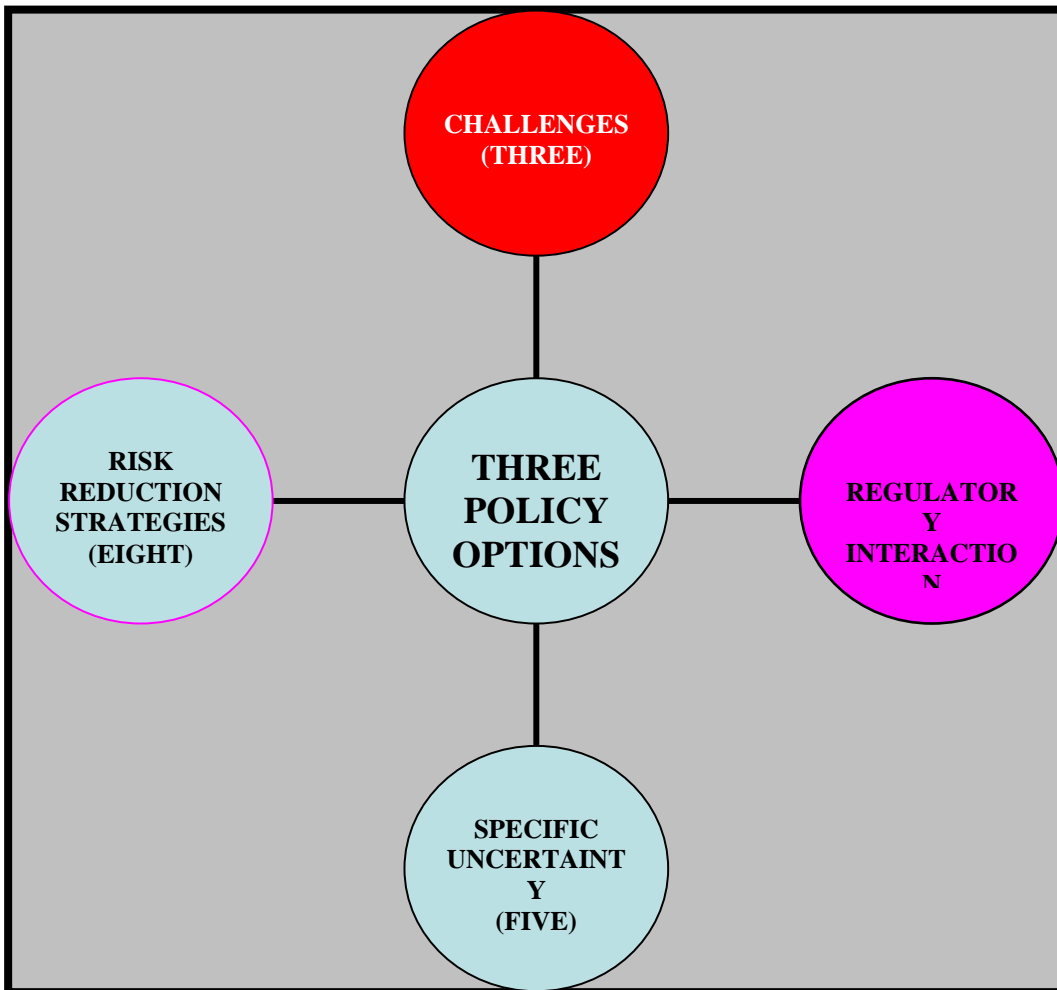 CHALLENGES
(THREE)
RISK
REDUCTION
STRATEGIES
(EIGHT)
THREE
POLICY
OPTIONS
REGULATOR
Y
INTERACTIO
N
SPECIFIC
UNCERTAINT
Y
(FIVE)